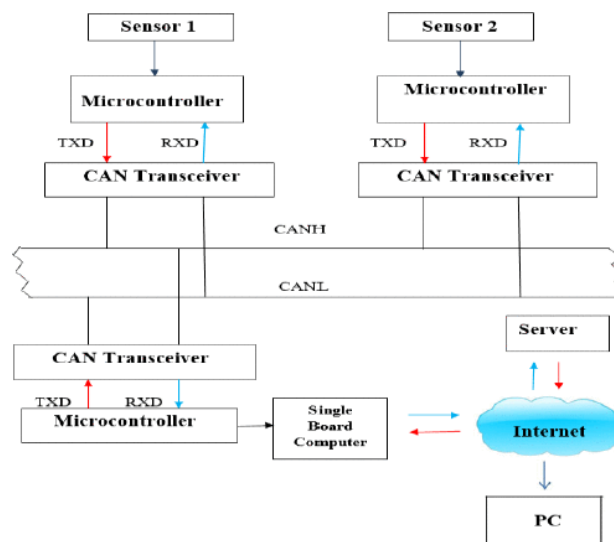 Sensor 1
Sensor 2
Microcontroller
Microcontroller
TXD
RXD
TXD
RXD
CAN Transceiver
CAN Transceiver
CANH
CANL
CAN Transceiver
Server
TXD
RXD
Microcontroller
Single
Board
Computer
Internet
PC